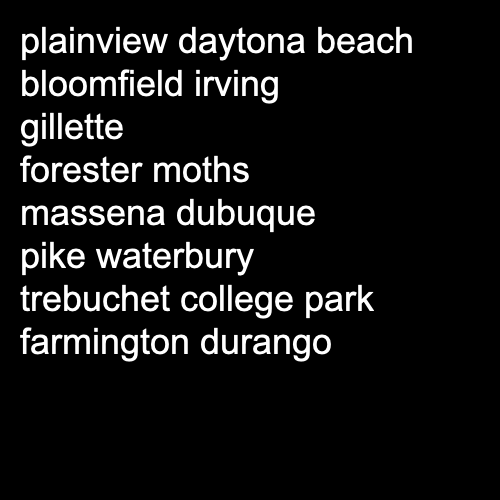 plainview daytona beach
bloomfield irving
gillette
forester moths
massena dubuque
pike waterbury
trebuchet college park
farmington durango